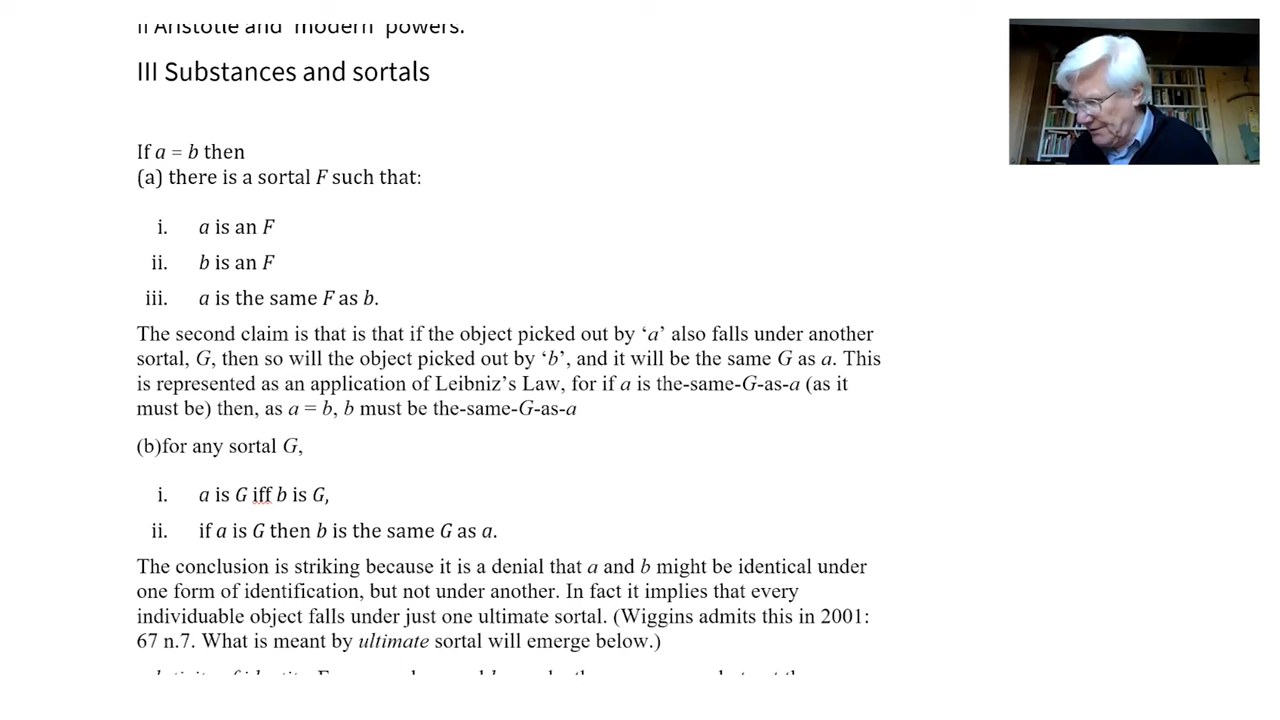 II Aristotle and 'modern' powers.
III Substances and sortals
If a = b then
(a) there is a sortal F such that:
i. a is an F
ii. b is an F
iii. a is the same F as b.
The second claim is that is that if the object picked out by ‘a’ also falls under another
sortal, G, then so will the object picked out by ‘b’, and it will be the same G as a. This
is represented as an application of Leibniz’s Law, for if a is the-same-G-as-a (as it
must be) then, as a = b, b must be the-same-G-as-a
(b)for any sortal G,
i. a is G iff b is G,
ii. if a is G then b is the same G as a.
The conclusion is striking because it is a denial that a and b might be identical under
one form of identification, but not under another. In fact it implies that every
individuable object falls under just one ultimate sortal. (Wiggins admits this in 2001:
67 n.7. What is meant by ultimate sortal will emerge below.)